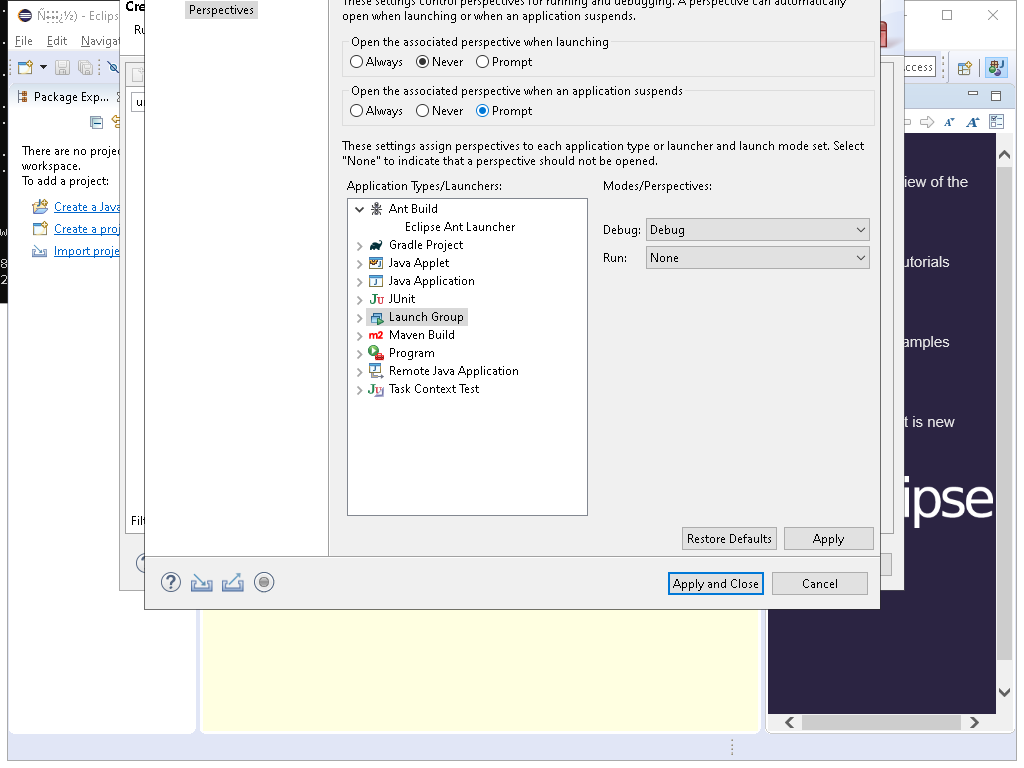 - Eclips
File Edit Navigat
Package Exp...
There are no proje
workspace.
To add a project:
Create a Java
Create a proj
Import proje
Cre
Ru
Filt
Perspectives
These settings control perspectives for running and debugging. A perspective can automatically
open when launching or when an application suspends.
Open the associated perspective when launching
Always Never Prompt
Open the associated perspective when an application suspends
Always Never Prompt
These settings assign perspectives to each application type or launcher and launch mode set. Select
"None" to indicate that a perspective should not be opened.
Application Types/Launchers:
Ant Build
Eclipse Ant Launcher
Gradle Project
Java Applet
Java Application
JUnit
Launch Group
Maven Build
Program
Remote Java Application
Task Context Test
Modes/Perspectives:
Debug: Debug
Run: None
Restore Defaults Apply
Apply and Close Cancel
ccess
iew of the
utorials
amples
t is new
ipse